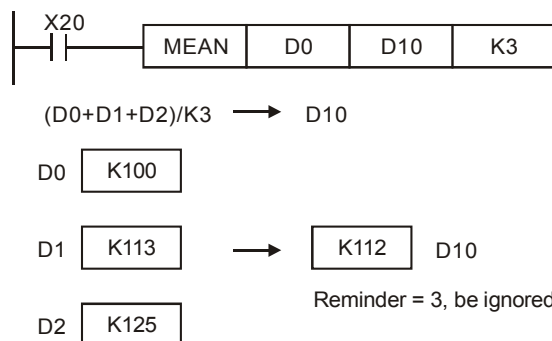 X20
MEAN D0 D10 K3
(D0+D1+D2)/K3 D10
D0 K100
D1 K113 K112 D10
Reminder = 3, be ignored
D2 K125